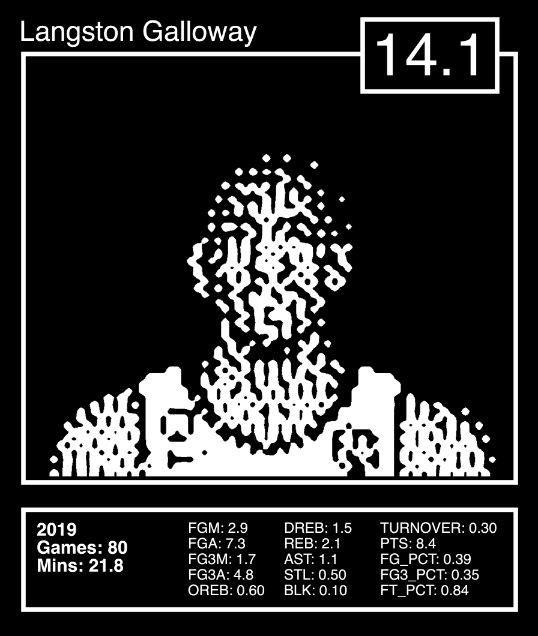 Langston Galloway
14.1
2019
Games: 80
Mins: 21.8
FGM: 2.9
FGA: 7.3
FG3M: 1.7
FG3A: 4.8
OREB: 0.60
DREB: 1.5
REB: 2.1
AST: 1.1
STL: 0.50
BLK: 0.10
TURNOVER: 0.30
PTS: 8.4
FG_PCT: 0.39
FG3_PCT: 0.35
FT_PCT: 0.84